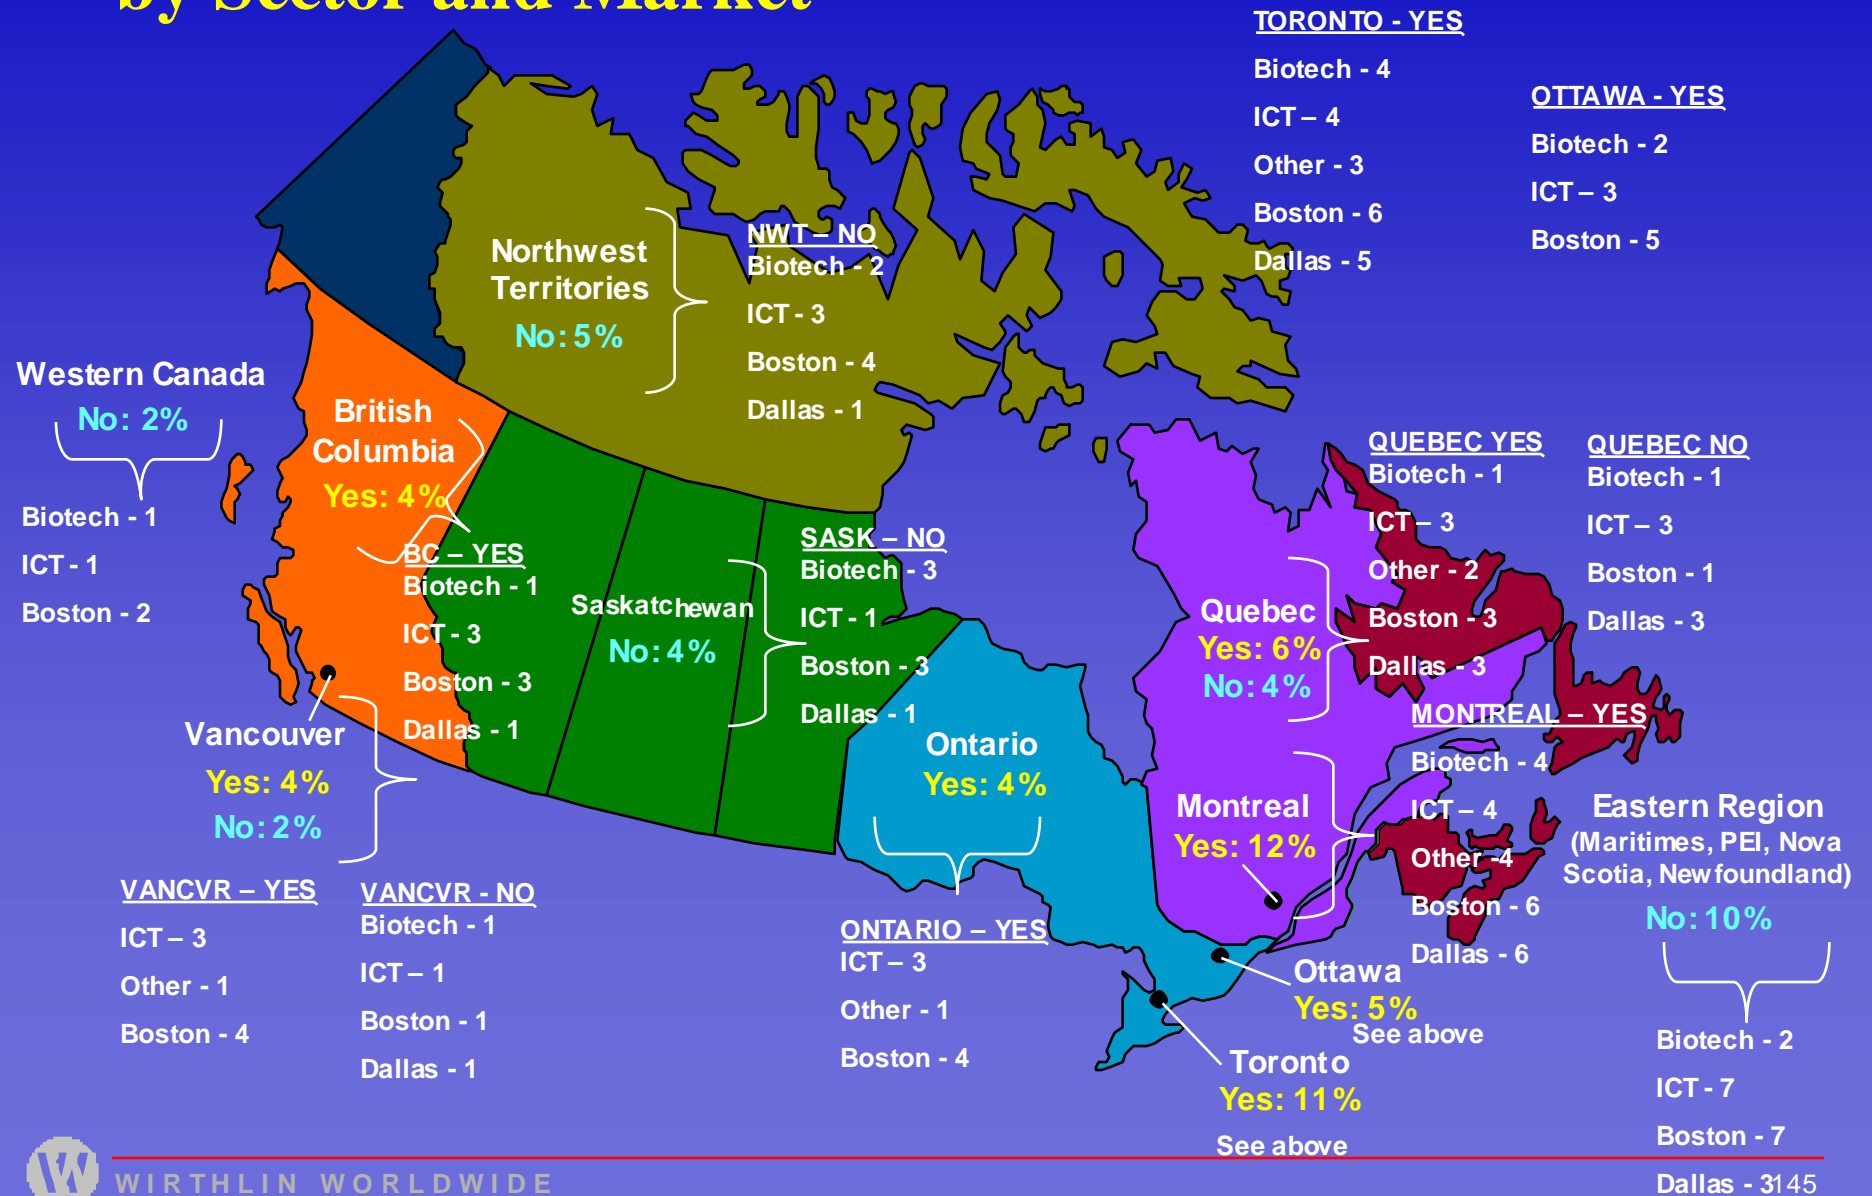 by Sector and Market
TORONTO - YES
Biotech - 4
ICT – 4
Other - 3
Boston - 6
Dallas - 5
OTTAWA - YES
Biotech - 2
ICT – 3
Boston - 5
Northwest
Territories
No: 5%
NWT – NO
Biotech - 2
ICT - 3
Boston - 4
Dallas - 1
Western Canada
No: 2%
Biotech - 1
ICT - 1
Boston - 2
British
Columbia
Yes: 4%
BC – YES
Biotech - 1
ICT - 3
Boston - 3
Dallas - 1
Saskatchewan
No: 4%
SASK – NO
Biotech - 3
ICT - 1
Boston - 3
Dallas - 1
QUEBEC YES
Biotech - 1
ICT – 3
Other - 2
Boston - 3
Dallas - 3
QUEBEC NO
Biotech - 1
ICT – 3
Boston - 1
Dallas - 3
Quebec
Yes: 6%
No: 4%
Vancouver
Yes: 4%
No: 2%
VANCVR – YES
ICT – 3
Other - 1
Boston - 4
VANCVR - NO
Biotech - 1
ICT – 1
Boston - 1
Dallas - 1
Ontario
Yes: 4%
ONTARIO – YES
ICT – 3
Other - 1
Boston - 4
Montreal
Yes: 12%
MONTREAL – YES
Biotech - 4
ICT – 4
Other -4
Boston - 6
Dallas - 6
Ottawa
Yes: 5%
See above
Toronto
Yes: 11%
See above
Eastern Region
(Maritimes, PEI, Nova
Scotia, Newfoundland)
No: 10%
Biotech - 2
ICT - 7
Boston - 7
Dallas - 3
145
W
WIRTHLIN WORLDWIDE